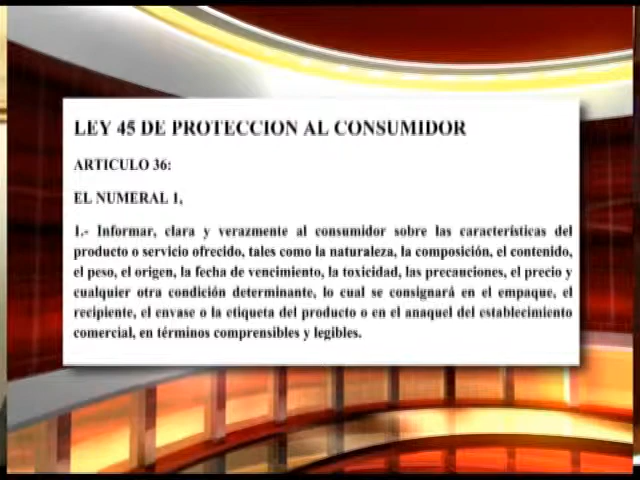 LEY 45 DE PROTECCION AL CONSUMIDOR
ARTICULO 36:
EL NUMERAL 1,
1.- Informar, clara y verazmente al consumidor sobre las características del
producto o servicio ofrecido, tales como la naturaleza, la composición, el contenido,
el peso, el origen, la fecha de vencimiento, la toxicidad, las precauciones, el precio y
cualquier otra condición determinante, lo cual se consignará en el empaque, el
recipiente, el envase o la etiqueta del producto o en el anaquel del establecimiento
comercial, en términos comprensibles y legibles.